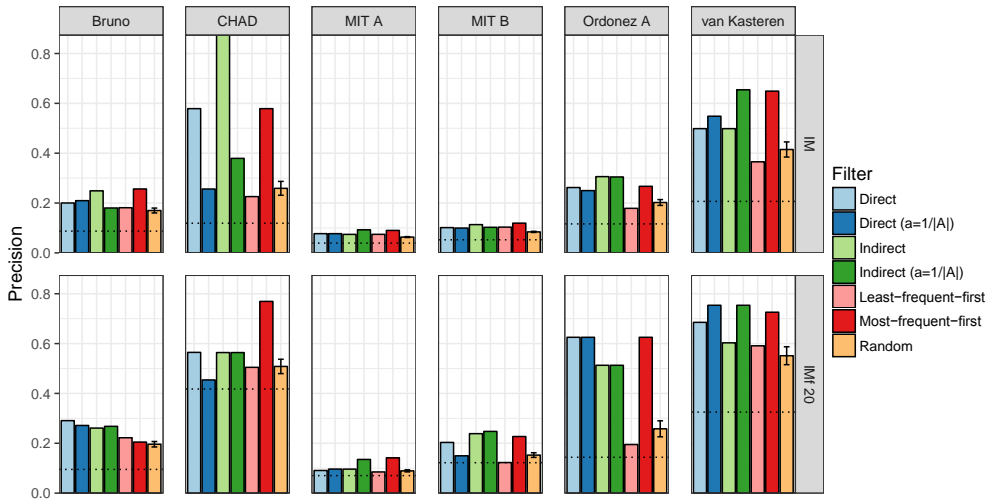 Bruno CHAD MIT A MIT B Ordonez A van Kasteren
0.8
0.6
0.4
0.2
0.0
IM
Precision
0.8
0.6
0.4
0.2
0.0
IMf 20
Filter
Direct
Direct (a=1/|A|)
Indirect
Indirect (a=1/|A|)
Least−frequent−first
Most−frequent−first
Random